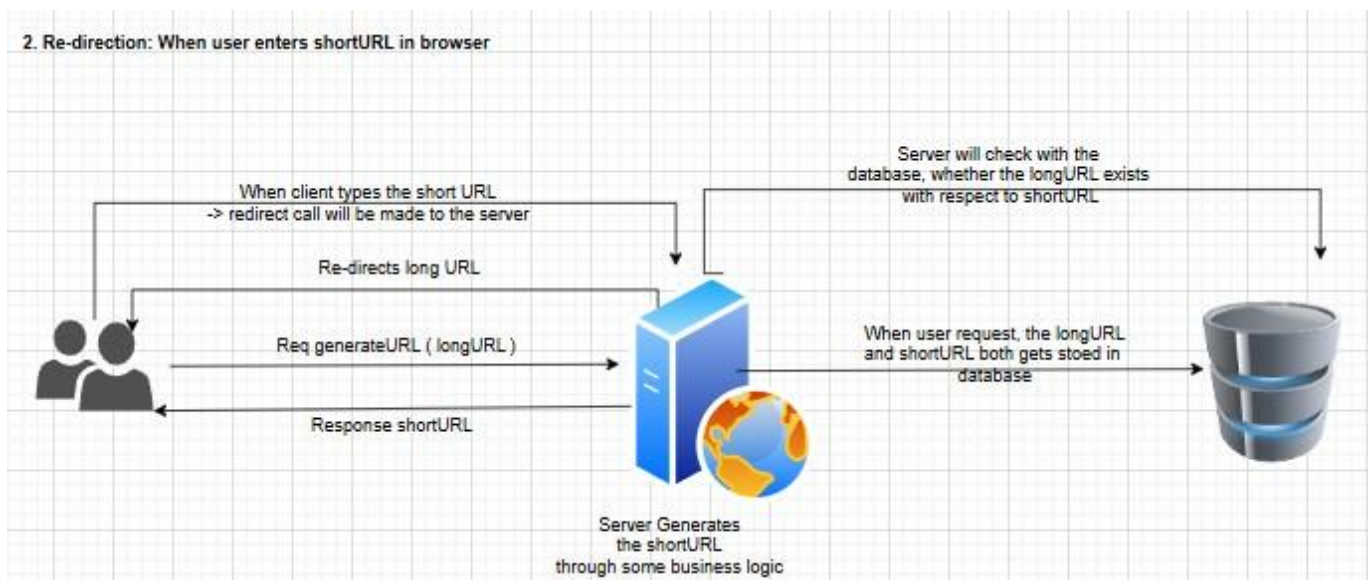 2. Re-direction: When user enters shortURL in browser
Server will check with the
database, whether the longURL exists
with respect to shortURL
When client types the short URL
-> redirect call will be made to the server
Re-directs long URL
Req generateURL ( longURL )
When user request, the longURL
and shortURL both gets stoed in
database
Response shortURL
Server Generates
the shortURL
through some business logic